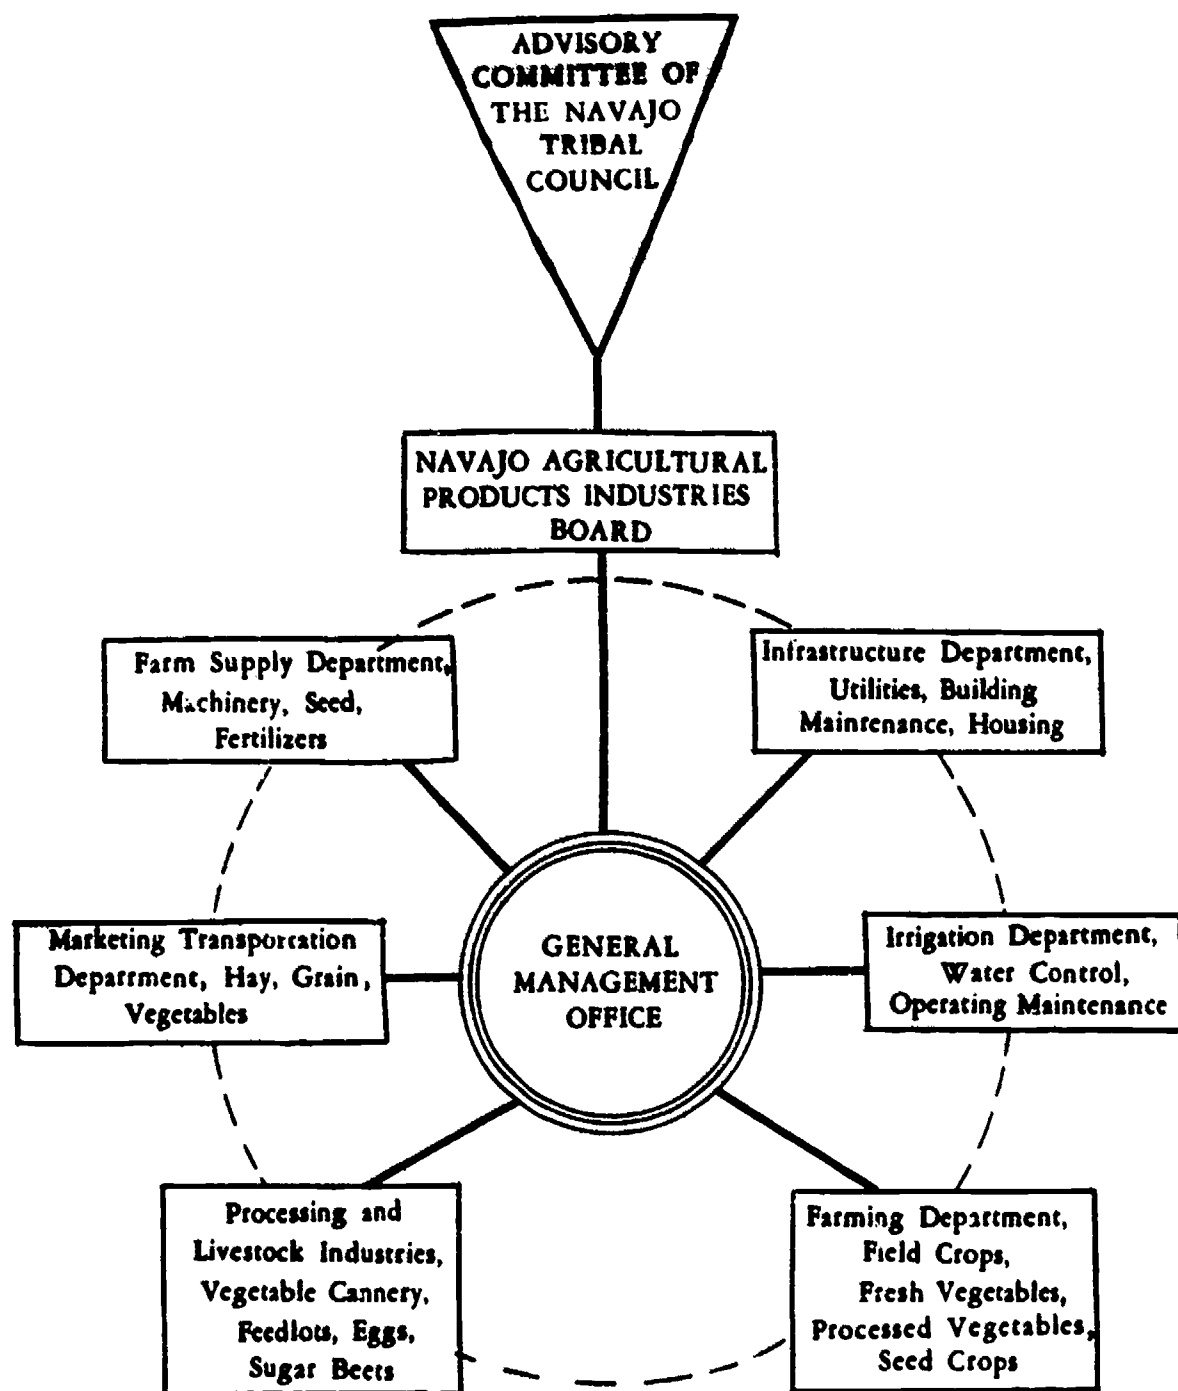 ADVISORY
COMMITTEE OF
THE NAVAJO
TRIBAL
COUNCIL
NAVAJO AGRICULTURAL
PRODUCTS INDUSTRIES
BOARD
Farm Supply Department,
Machinery, Seed,
Fertilizers
Infrastructure Department,
Utilities, Building
Maintenance, Housing
Marketing Transportation
Department, Hay, Grain,
Vegetables
GENERAL
MANAGEMENT
OFFICE
Irrigation Department,
Water Control,
Operating Maintenance
Processing and
Livestock Industries,
Vegetable Cannery,
Feedlots, Eggs,
Sugar Beets
Farming Department,
Field Crops,
Fresh Vegetables,
Processed Vegetables,
Seed Crops